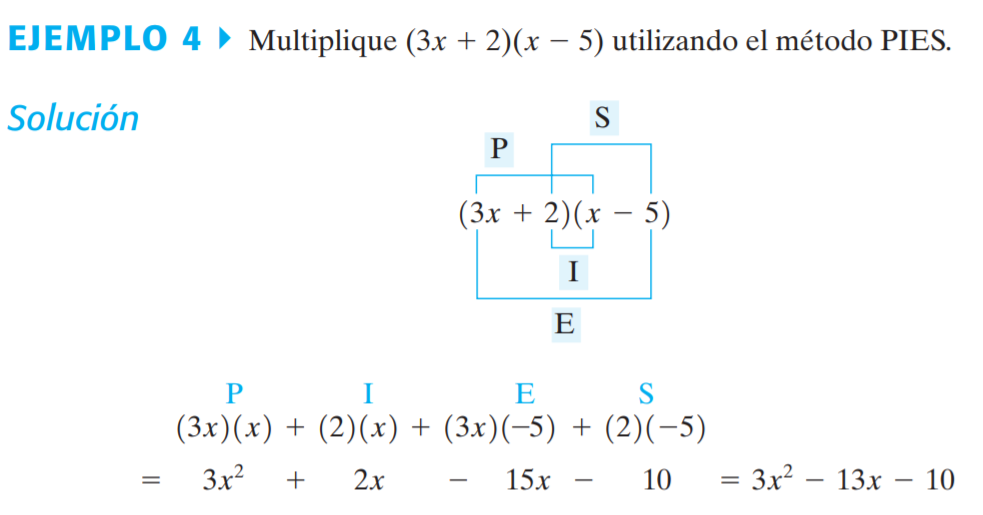 EJEMPLO 4 ▶ Multiplique (3x + 2)(x − 5) utilizando el método PIES.
Solución
S
P
(3x + 2)(x − 5)
I
E
P I E S
(3x)(x) + (2)(x) + (3x)(−5) + (2)(−5)
= 3x² + 2x − 15x − 10 = 3x² − 13x − 10